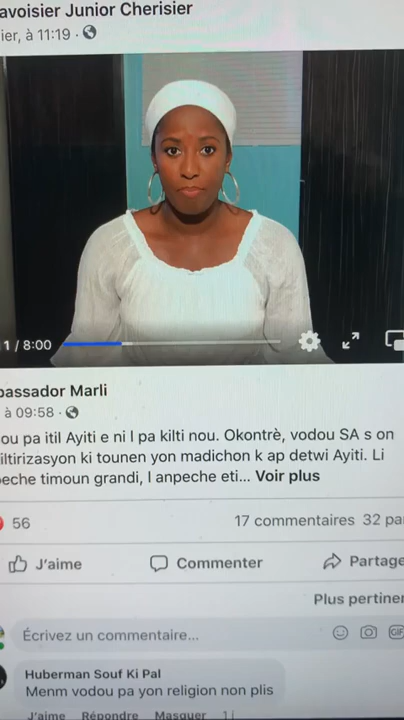 avoisier Junior Cherisier
ier, à 11:19 ·
1 / 8:00
bassador Marli
à 09:58 ·
ou pa itil Ayiti e ni l pa kilti nou. Okontrè, vodou SA s on
iltirizasyon ki tounen yon madichon k ap detwi Ayiti. Li
peche timoun grandi, l anpeche eti... Voir plus
56
17 commentaires 32 pa
J'aime
Commenter
Partage
Plus pertine
Écrivez un commentaire...
GIF
Huberman Souf Ki Pal
Menm vodou pa yon religion non plis
J'aime Répondre Masquer 1 j